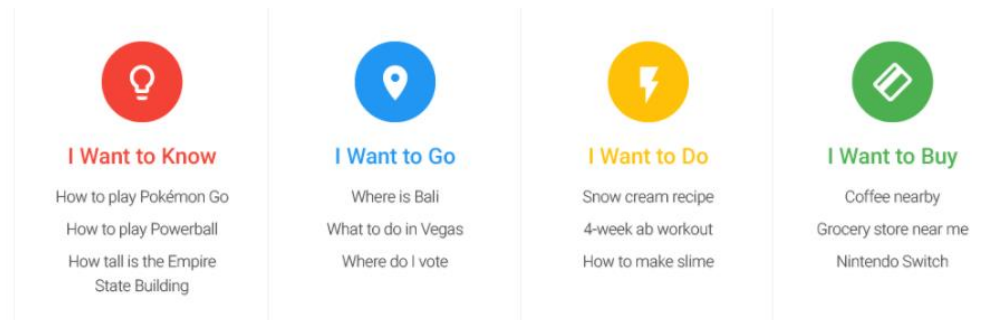 I Want to Know
How to play Pokémon Go
How to play Powerball
How tall is the Empire
State Building
I Want to Go
Where is Bali
What to do in Vegas
Where do I vote
I Want to Do
Snow cream recipe
4-week ab workout
How to make slime
I Want to Buy
Coffee nearby
Grocery store near me
Nintendo Switch